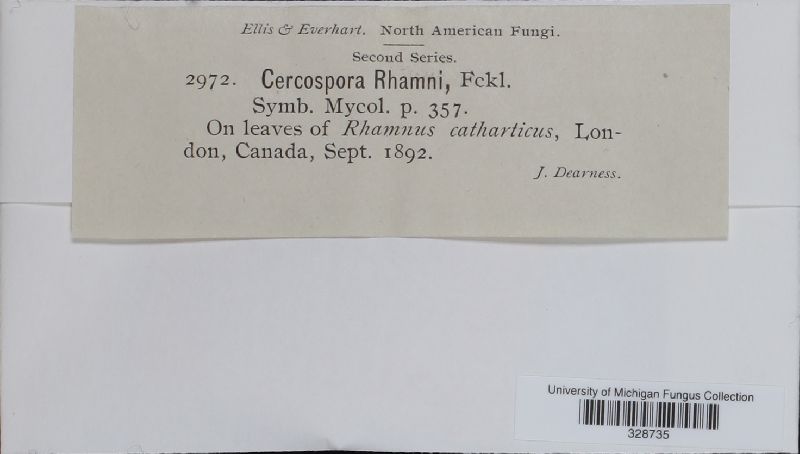 Ellis & Everhart. North American Fungi.
Second Series.
2972. Cercospora Rhamni, Fckl.
Symb. Mycol. p. 357.
On leaves of Rhamnus catharticus, Lon-
don, Canada, Sept. 1892.
J. Dearness.
University of Michigan Fungus Collection
328735